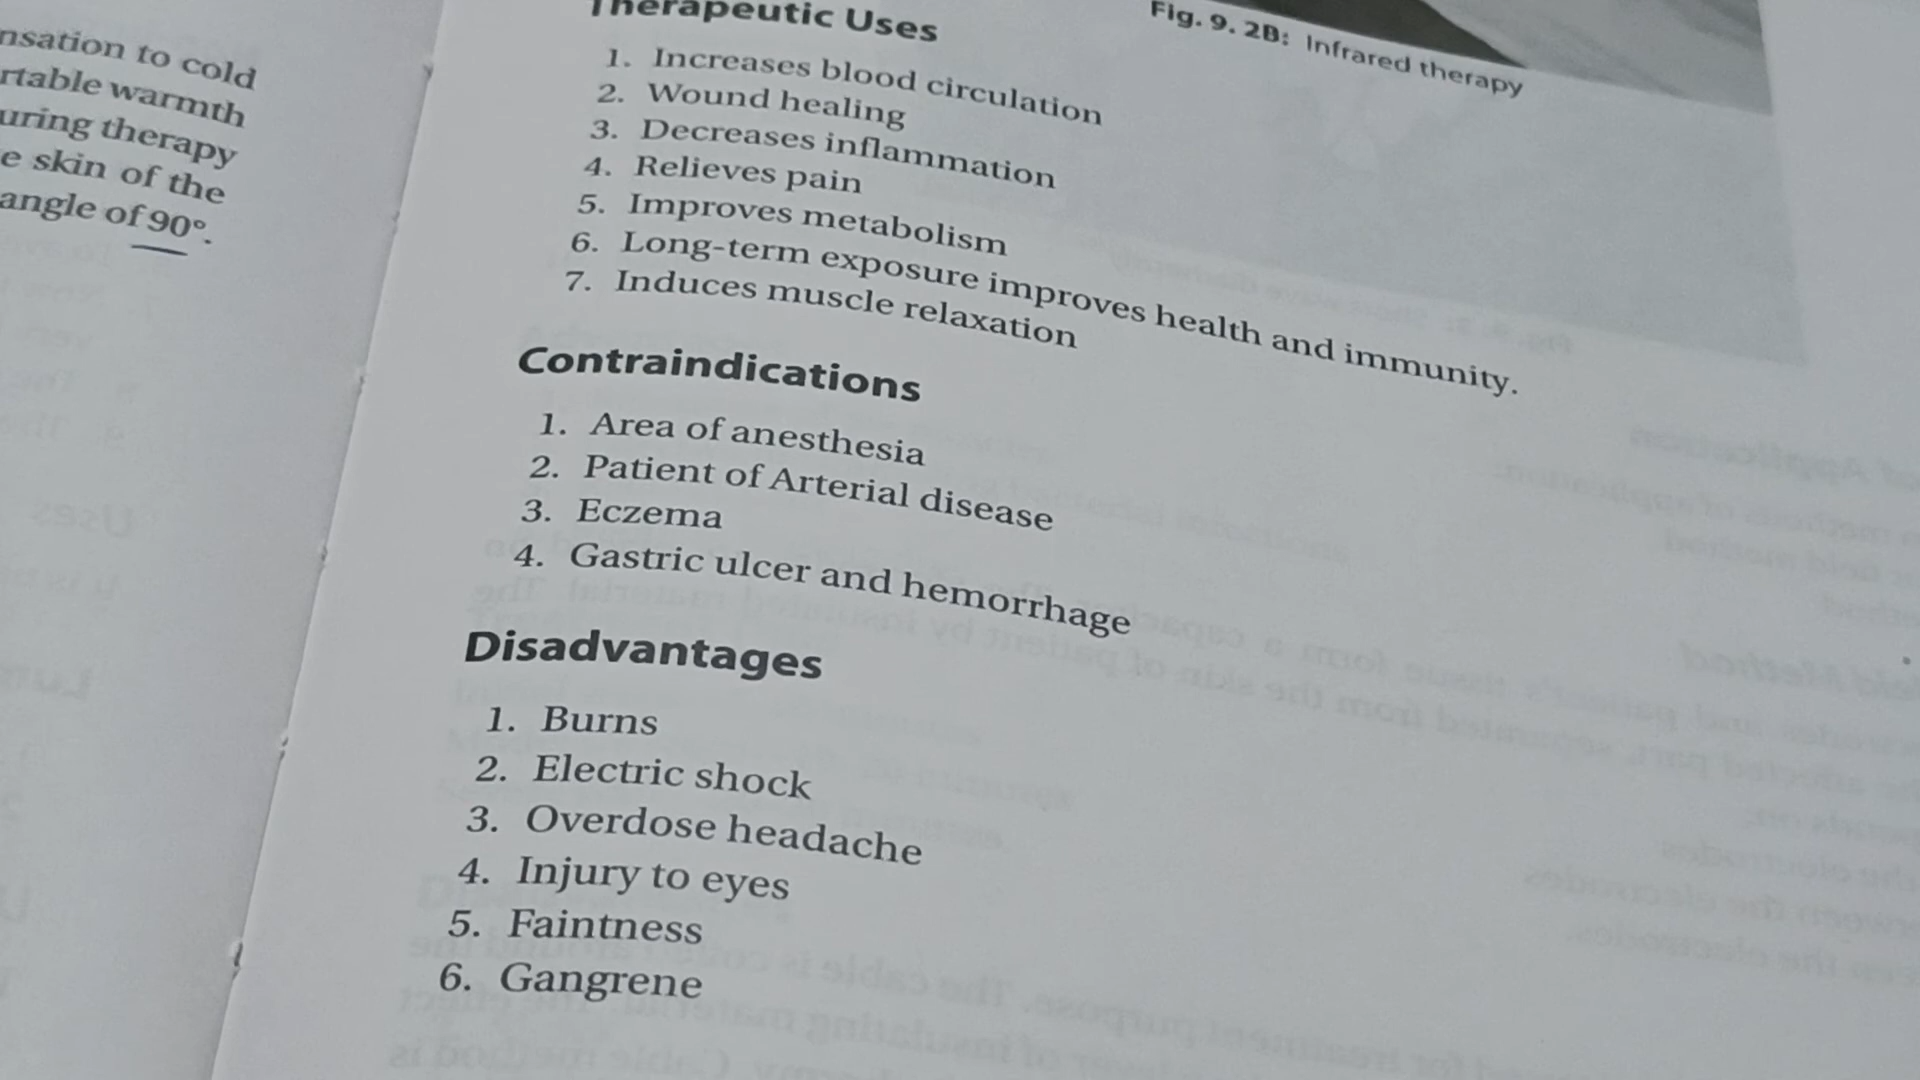 nsation to cold
rtable warmth
uring therapy
e skin of the
angle of 90°.
Therapeutic Uses
1. Increases blood circulation
2. Wound healing
3. Decreases inflammation
4. Relieves pain
5. Improves metabolism
6. Long-term exposure improves health and immunity.
7. Induces muscle relaxation
Fig. 9. 2B: Infrared therapy
Contraindications
1. Area of anesthesia
2. Patient of Arterial disease
3. Eczema
4. Gastric ulcer and hemorrhage
Disadvantages
1. Burns
2. Electric shock
3. Overdose headache
4. Injury to eyes
5. Faintness
6. Gangrene